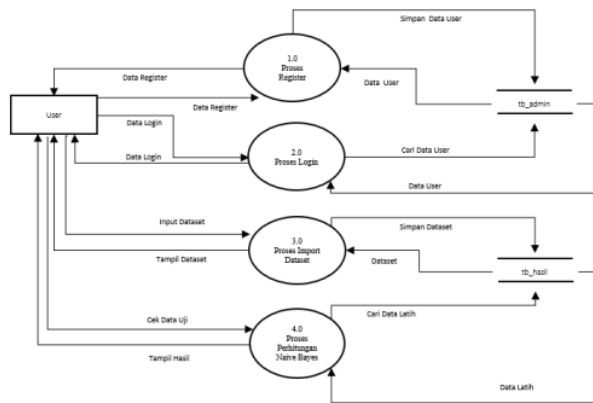 Simpan Data User
1.0
Proses
Register
Data Register
Data User
User
Data Register
tb_admin
Data Login
2.0
Proses Login
Data Login
Cari Data User
Data User
Input Dataset
Simpan Dataset
3.0
Proses Import
Dataset
Tampil Dataset
Dataset
tb_hasil
Cek Data Uji
Cari Data Latih
4.0
Proses
Perhitungan
Naive Bayes
Tampil Hasil
Data Latih